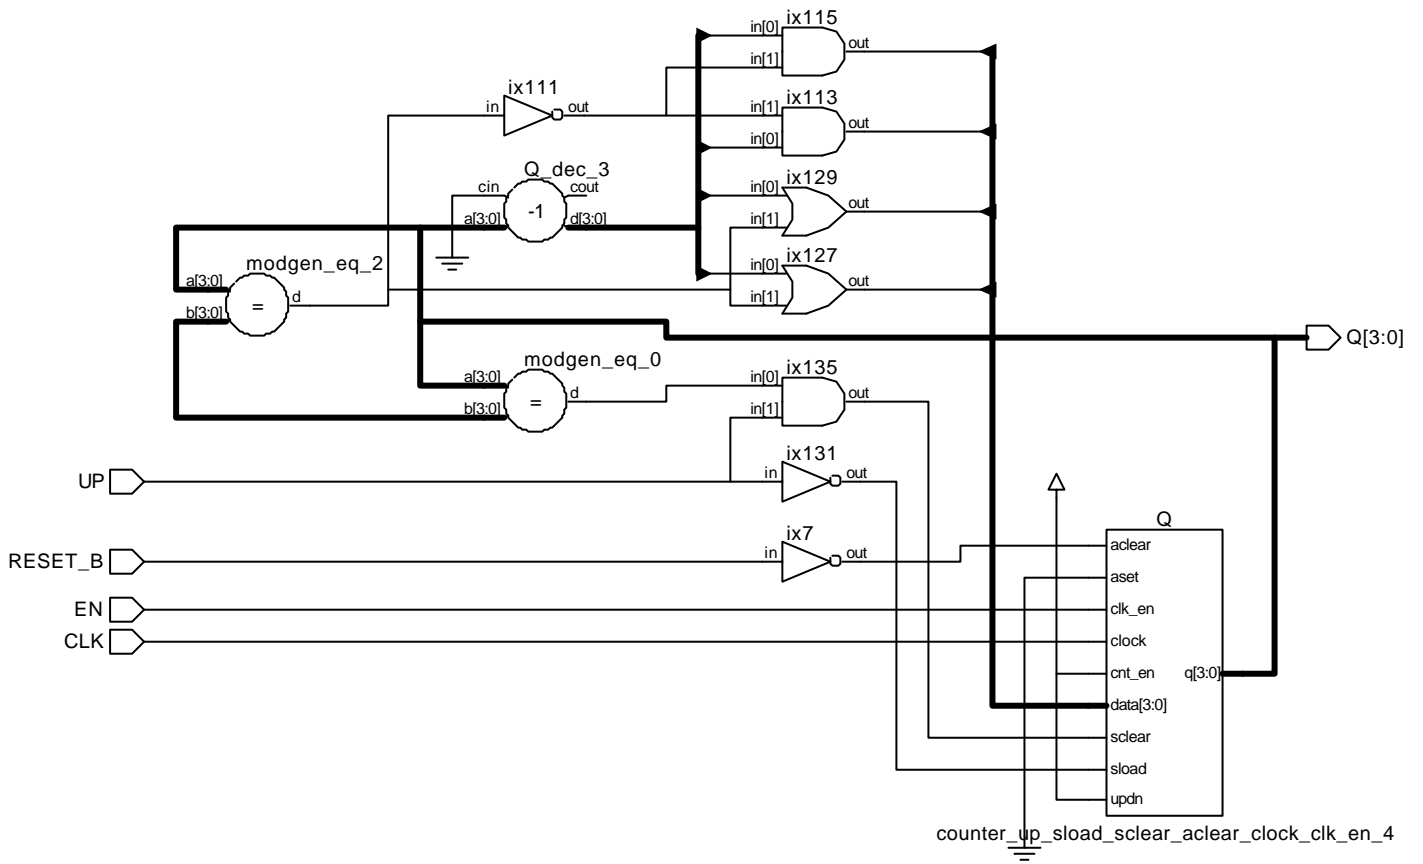 ix115
in[0]
out
in[1]
ix111
in
out
ix113
in[1]
out
in[0]
Q_dec_3
cin
cout
-1
a[3:0]
d[3:0]
ix129
in[0]
out
in[1]
modgen_eq_2
a[3:0]
d
=
b[3:0]
ix127
in[0]
out
in[1]
Q[3:0]
modgen_eq_0
a[3:0]
d
=
b[3:0]
ix135
in[0]
out
in[1]
UP
ix131
in
out
RESET_B
ix7
in
out
EN
CLK
Q
aclear
aset
clk_en
clock
cnt_en
q[3:0]
data[3:0]
sclear
sload
updn
counter_up_sload_sclear_aclear_clock_clk_en_4